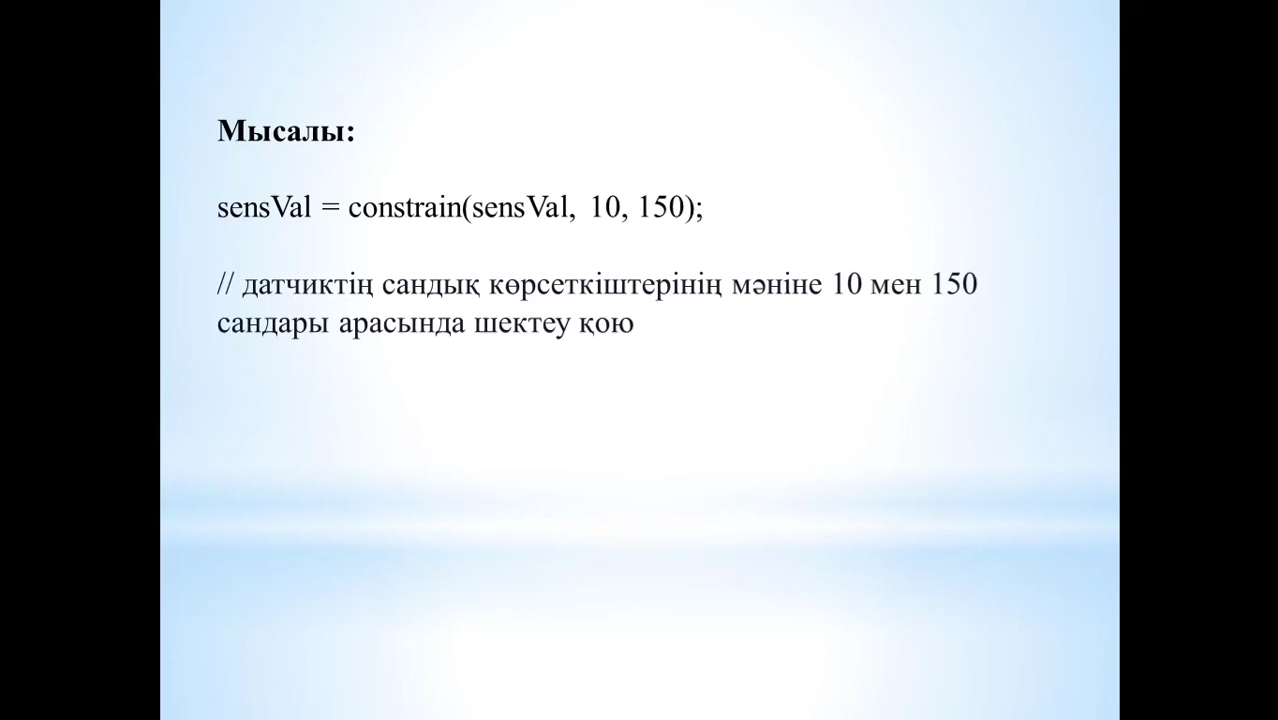 Мысалы:
sensVal = constrain(sensVal, 10, 150);
// датчиктің сандық көрсеткіштерінің мәніне 10 мен 150
сандары арасында шектеу қою